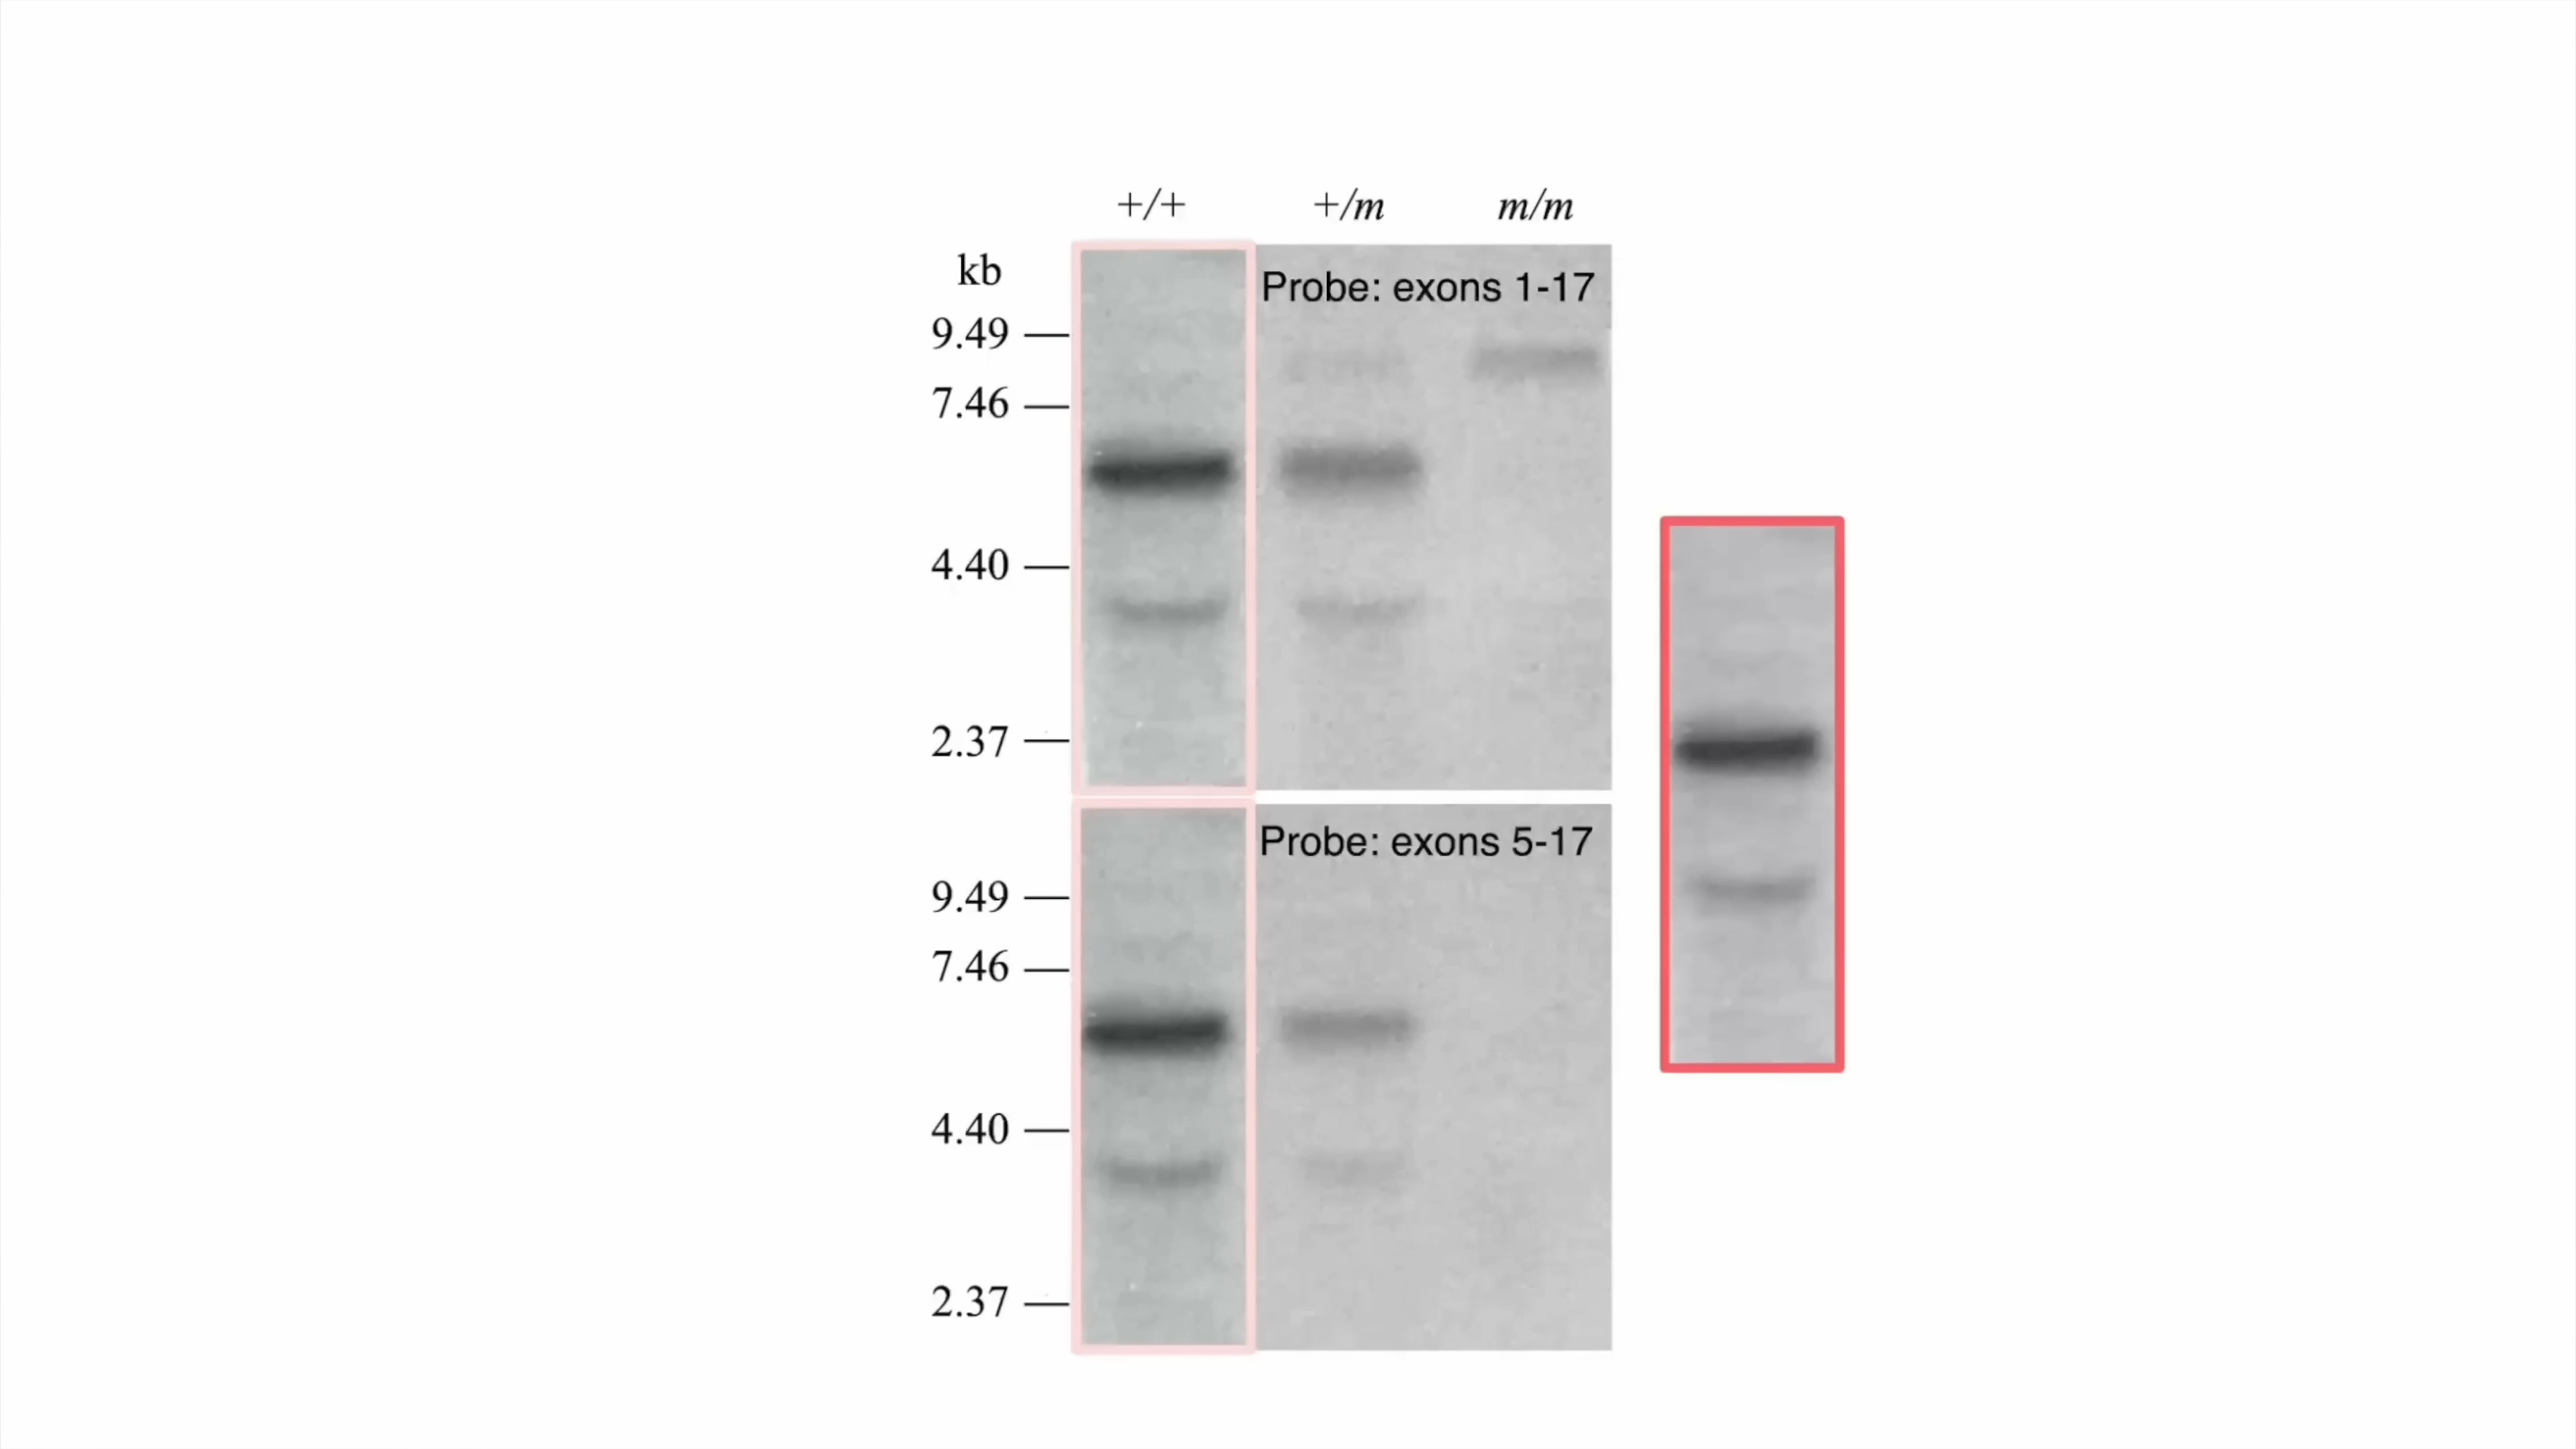 +/+ +/m m/m
kb
Probe: exons 1-17
9.49
7.46
4.40
2.37
Probe: exons 5-17
9.49
7.46
4.40
2.37